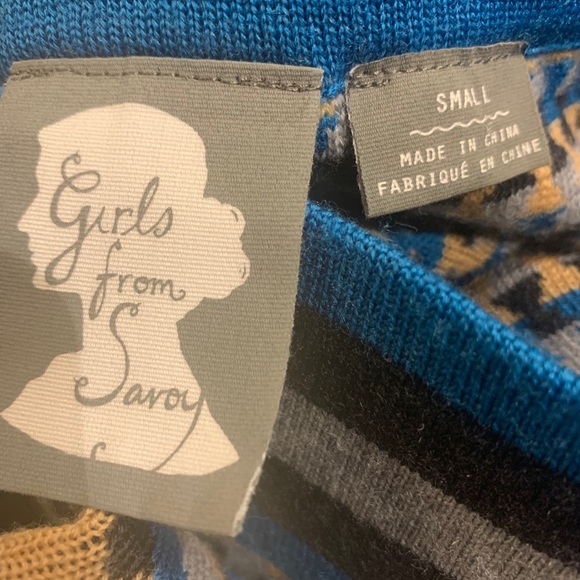 Girls
from
Savoy
SMALL
MADE IN CHINA
FABRIQUÉ EN CHINE